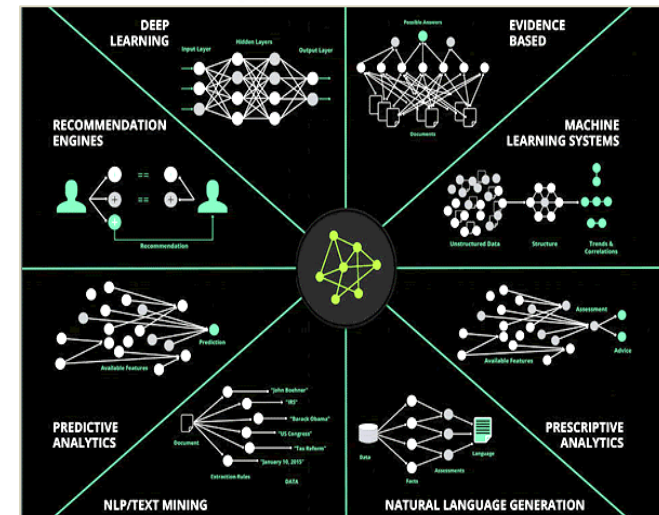 DEEP
LEARNING
Input Layer
Hidden Layers
Output Layer
EVIDENCE
BASED
Possible Answers
Documents
RECOMMENDATION
ENGINES
==
==
Recommendation
MACHINE
LEARNING SYSTEMS
Unstructured Data
Structure
Trends &
Correlations
Prediction
Available Features
PREDICTIVE
ANALYTICS
Assessment
Advice
Available Features
PRESCRIPTIVE
ANALYTICS
Document
Extraction Rules
"John Boehner"
"IRS"
"Barack Obama"
"US Congress"
"Tax Reform"
"January 10, 2015"
DATA
NLP/TEXT MINING
Data
Facts
Assessments
Language
NATURAL LANGUAGE GENERATION